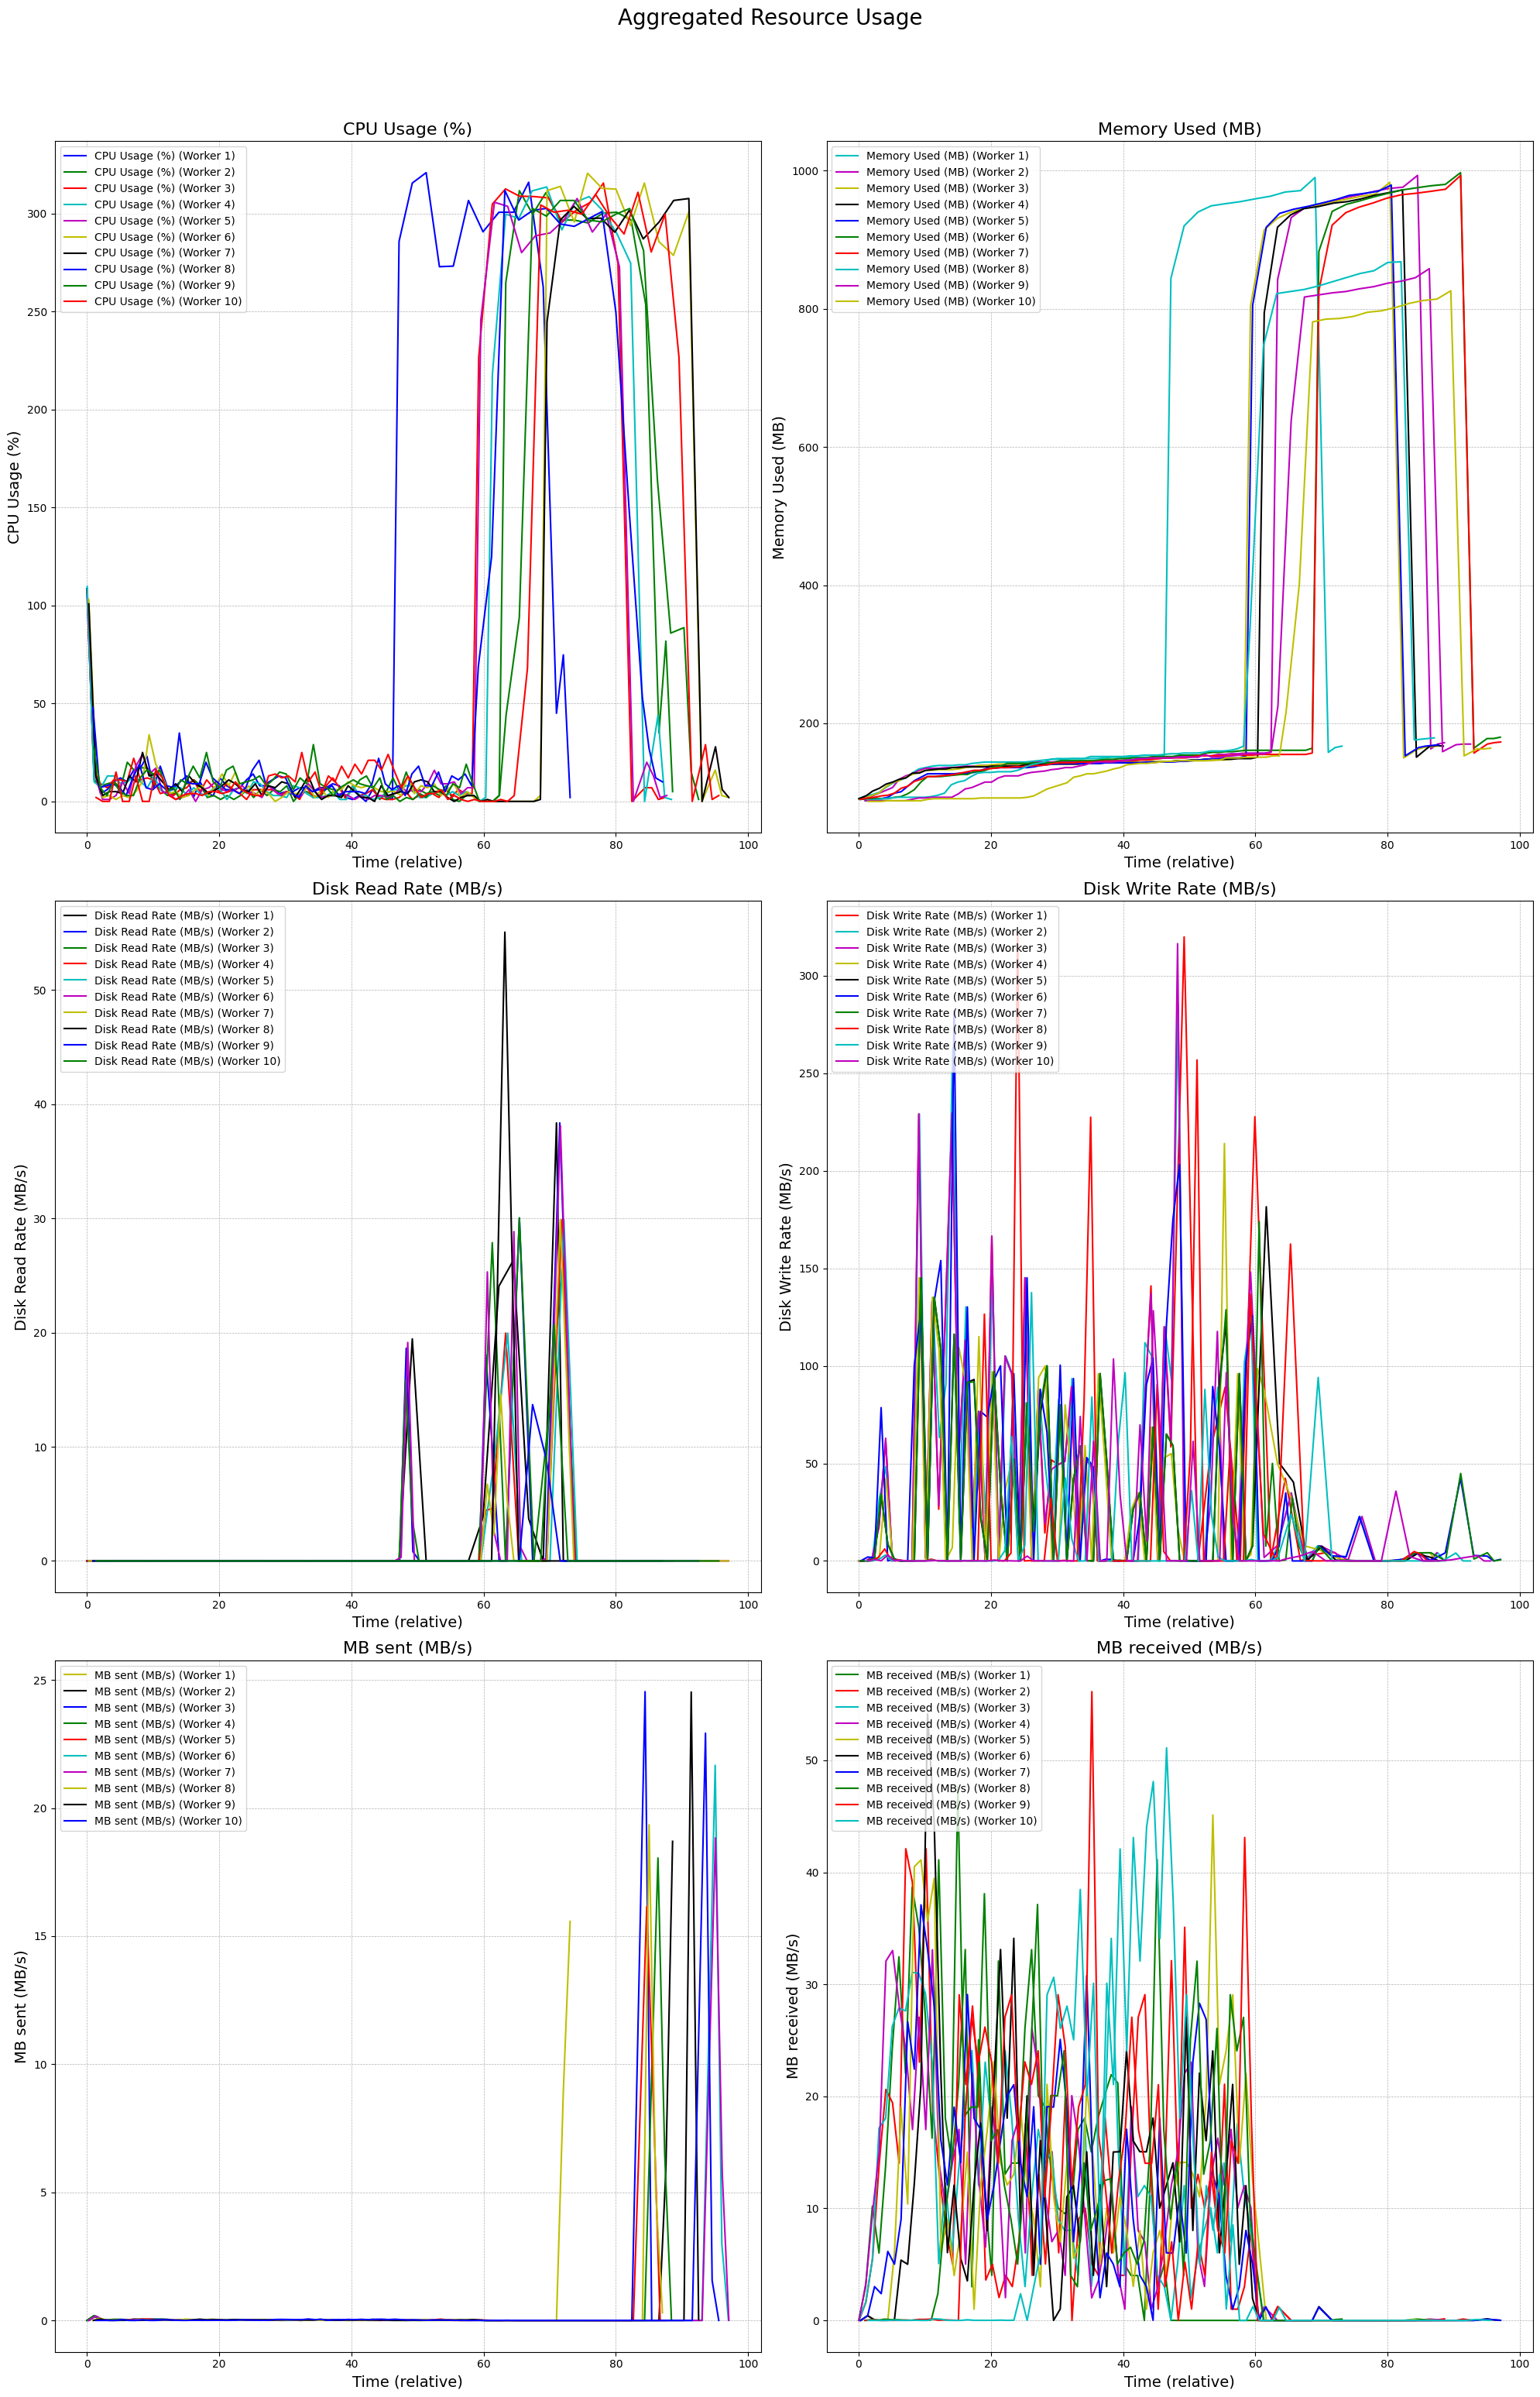 Aggregated Resource Usage
CPU Usage (%)
CPU Usage (%) (Worker 1)
CPU Usage (%) (Worker 2)
CPU Usage (%) (Worker 3)
CPU Usage (%) (Worker 4)
CPU Usage (%) (Worker 5)
CPU Usage (%) (Worker 6)
CPU Usage (%) (Worker 7)
CPU Usage (%) (Worker 8)
CPU Usage (%) (Worker 9)
CPU Usage (%) (Worker 10)
CPU Usage (%)
300
250
200
150
100
50
0
0 20 40 60 80 100
Time (relative)
Memory Used (MB)
Memory Used (MB) (Worker 1)
Memory Used (MB) (Worker 2)
Memory Used (MB) (Worker 3)
Memory Used (MB) (Worker 4)
Memory Used (MB) (Worker 5)
Memory Used (MB) (Worker 6)
Memory Used (MB) (Worker 7)
Memory Used (MB) (Worker 8)
Memory Used (MB) (Worker 9)
Memory Used (MB) (Worker 10)
Memory Used (MB)
1000
800
600
400
200
0 20 40 60 80 100
Time (relative)
Disk Read Rate (MB/s)
Disk Read Rate (MB/s) (Worker 1)
Disk Read Rate (MB/s) (Worker 2)
Disk Read Rate (MB/s) (Worker 3)
Disk Read Rate (MB/s) (Worker 4)
Disk Read Rate (MB/s) (Worker 5)
Disk Read Rate (MB/s) (Worker 6)
Disk Read Rate (MB/s) (Worker 7)
Disk Read Rate (MB/s) (Worker 8)
Disk Read Rate (MB/s) (Worker 9)
Disk Read Rate (MB/s) (Worker 10)
Disk Read Rate (MB/s)
50
40
30
20
10
0
0 20 40 60 80 100
Time (relative)
Disk Write Rate (MB/s)
Disk Write Rate (MB/s) (Worker 1)
Disk Write Rate (MB/s) (Worker 2)
Disk Write Rate (MB/s) (Worker 3)
Disk Write Rate (MB/s) (Worker 4)
Disk Write Rate (MB/s) (Worker 5)
Disk Write Rate (MB/s) (Worker 6)
Disk Write Rate (MB/s) (Worker 7)
Disk Write Rate (MB/s) (Worker 8)
Disk Write Rate (MB/s) (Worker 9)
Disk Write Rate (MB/s) (Worker 10)
Disk Write Rate (MB/s)
300
250
200
150
100
50
0
0 20 40 60 80 100
Time (relative)
MB sent (MB/s)
MB sent (MB/s) (Worker 1)
MB sent (MB/s) (Worker 2)
MB sent (MB/s) (Worker 3)
MB sent (MB/s) (Worker 4)
MB sent (MB/s) (Worker 5)
MB sent (MB/s) (Worker 6)
MB sent (MB/s) (Worker 7)
MB sent (MB/s) (Worker 8)
MB sent (MB/s) (Worker 9)
MB sent (MB/s) (Worker 10)
MB sent (MB/s)
25
20
15
10
5
0
0 20 40 60 80 100
Time (relative)
MB received (MB/s)
MB received (MB/s) (Worker 1)
MB received (MB/s) (Worker 2)
MB received (MB/s) (Worker 3)
MB received (MB/s) (Worker 4)
MB received (MB/s) (Worker 5)
MB received (MB/s) (Worker 6)
MB received (MB/s) (Worker 7)
MB received (MB/s) (Worker 8)
MB received (MB/s) (Worker 9)
MB received (MB/s) (Worker 10)
MB received (MB/s)
50
40
30
20
10
0
0 20 40 60 80 100
Time (relative)